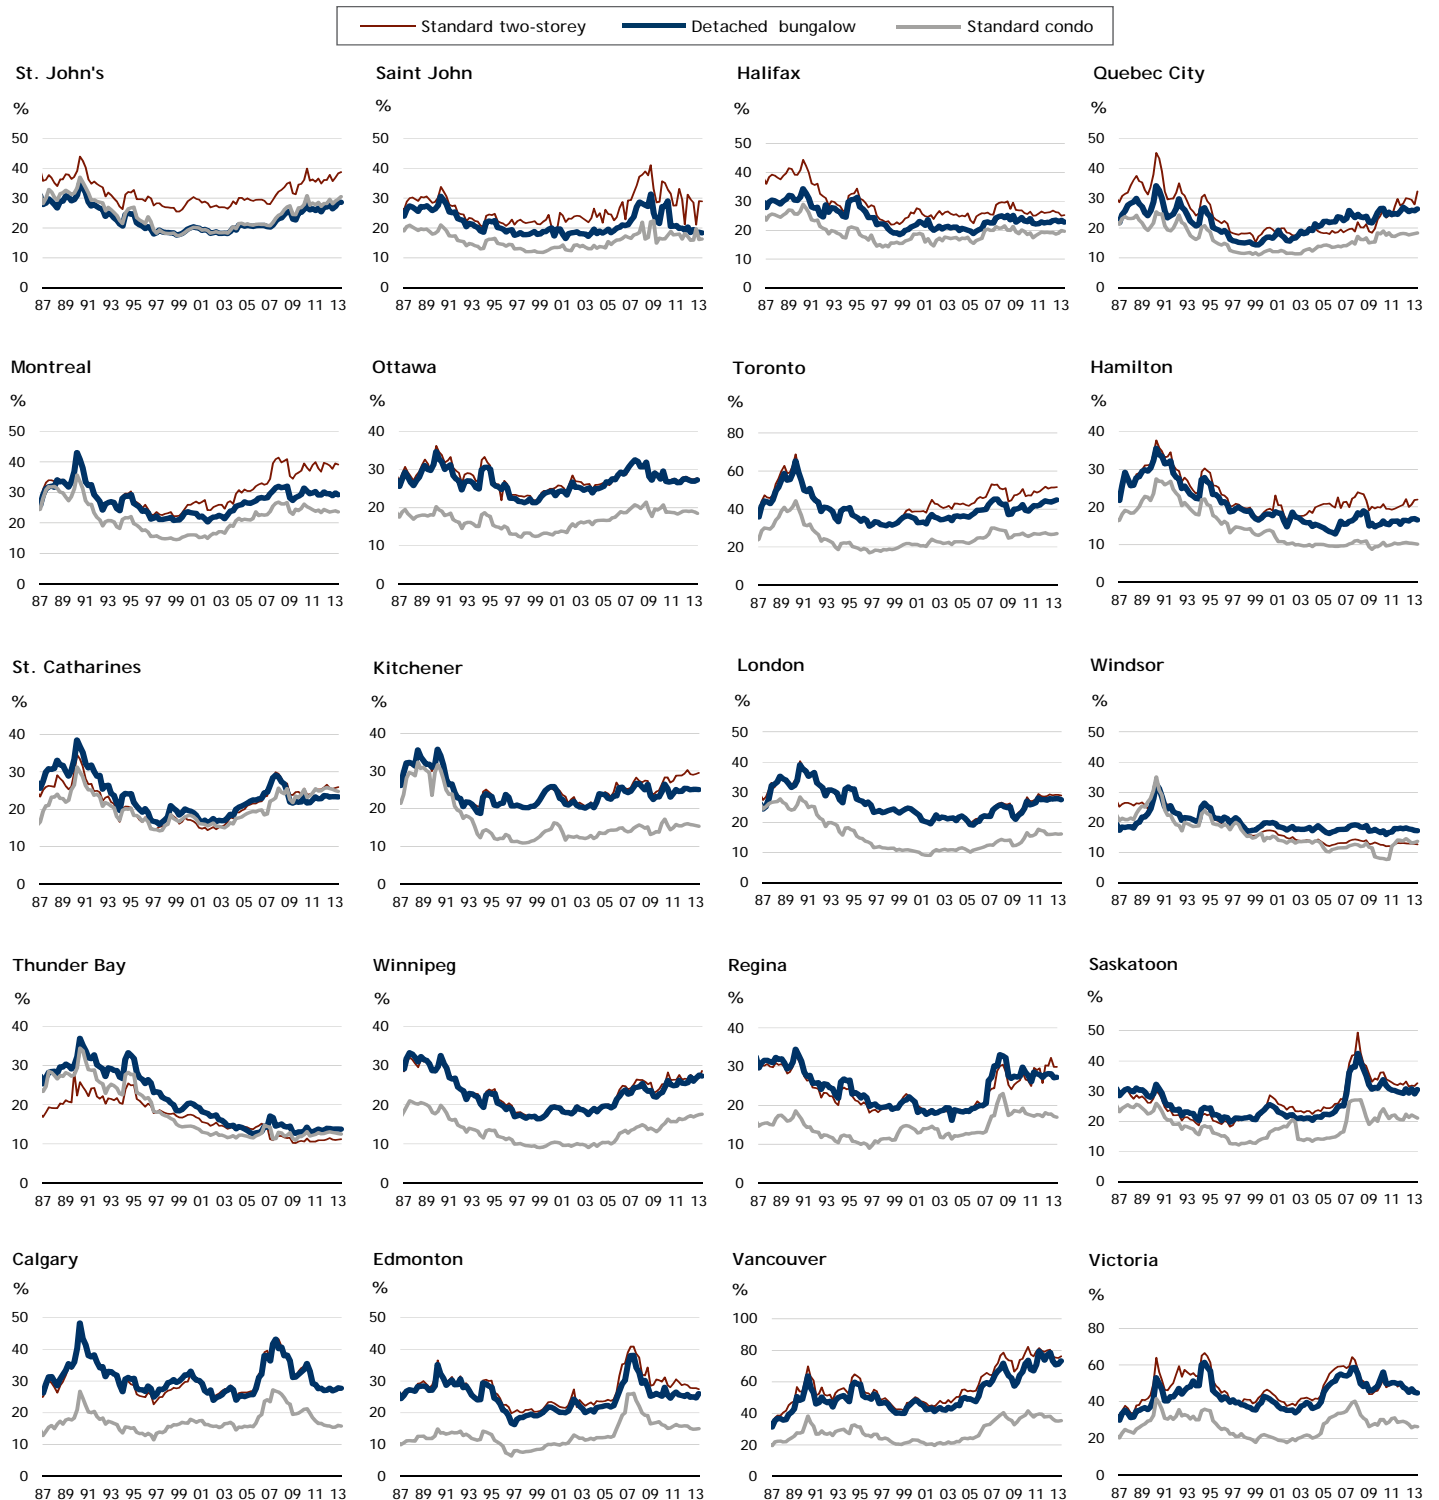 Standard two-storey Detached bungalow Standard condo
St. John's Saint John Halifax Quebec City
% % % %
50 50 50 50
40 40 40 40
30 30 30 30
20 20 20 20
10 10 10 10
0 0 0 0
87 89 91 93 95 97 99 01 03 05 07 09 11 13 87 89 91 93 95 97 99 01 03 05 07 09 11 13 87 89 91 93 95 97 99 01 03 05 07 09 11 13 87 89 91 93 95 97 99 01 03 05 07 09 11 13
Montreal Ottawa Toronto Hamilton
% % % %
50 40 80 40
40 30 60 30
30 20 40 20
20 10 20 10
10 0 0 0
0
87 89 91 93 95 97 99 01 03 05 07 09 11 13 87 89 91 93 95 97 99 01 03 05 07 09 11 13 87 89 91 93 95 97 99 01 03 05 07 09 11 13 87 89 91 93 95 97 99 01 03 05 07 09 11 13
St. Catharines Kitchener London Windsor
% % % %
40 40 50 50
30 30 40 40
20 20 30 30
10 10 20 20
0 0 10 10
0 0
87 89 91 93 95 97 99 01 03 05 07 09 11 13 87 89 91 93 95 97 99 01 03 05 07 09 11 13 87 89 91 93 95 97 99 01 03 05 07 09 11 13 87 89 91 93 95 97 99 01 03 05 07 09 11 13
Thunder Bay Winnipeg Regina Saskatoon
% % % %
40 40 40 50
30 30 30 40
20 20 20 30
10 10 10 20
0 0 0 10
0
87 89 91 93 95 97 99 01 03 05 07 09 11 13 87 89 91 93 95 97 99 01 03 05 07 09 11 13 87 89 91 93 95 97 99 01 03 05 07 09 11 13 87 89 91 93 95 97 99 01 03 05 07 09 11 13
Calgary Edmonton Vancouver Victoria
% % % %
50 50 100 80
40 40 80 60
30 30 60 40
20 20 40 20
10 10 20 0
0 0 0
87 89 91 93 95 97 99 01 03 05 07 09 11 13 87 89 91 93 95 97 99 01 03 05 07 09 11 13 87 89 91 93 95 97 99 01 03 05 07 09 11 13 87 89 91 93 95 97 99 01 03 05 07 09 11 13